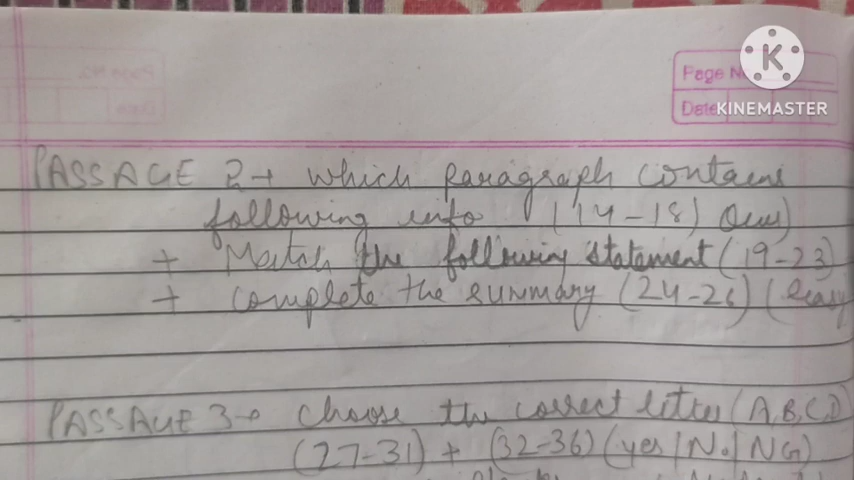 Page No
Date
KINEMASTER
PASSAGE 2→ which paragraph contains
following info (14-18)
+ Match the following statement (19-23)
+ complete the summary (24-26) (easy
PASSAGE 3→ choose the correct letter (A,B,C,D)
(27-31) + (32-36) (yes/No/NG)